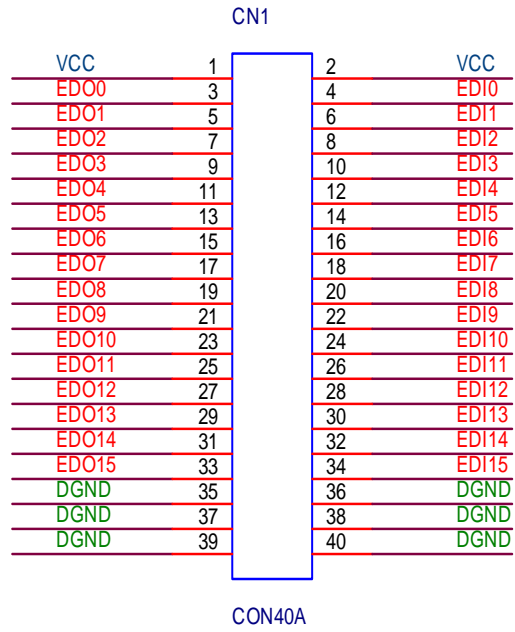 CN1
VCC 1 2 VCC
EDO0 3 4 EDI0
EDO1 5 6 EDI1
EDO2 7 8 EDI2
EDO3 9 10 EDI3
EDO4 11 12 EDI4
EDO5 13 14 EDI5
EDO6 15 16 EDI6
EDO7 17 18 EDI7
EDO8 19 20 EDI8
EDO9 21 22 EDI9
EDO10 23 24 EDI10
EDO11 25 26 EDI11
EDO12 27 28 EDI12
EDO13 29 30 EDI13
EDO14 31 32 EDI14
EDO15 33 34 EDI15
DGND 35 36 DGND
DGND 37 38 DGND
DGND 39 40 DGND
CON40A